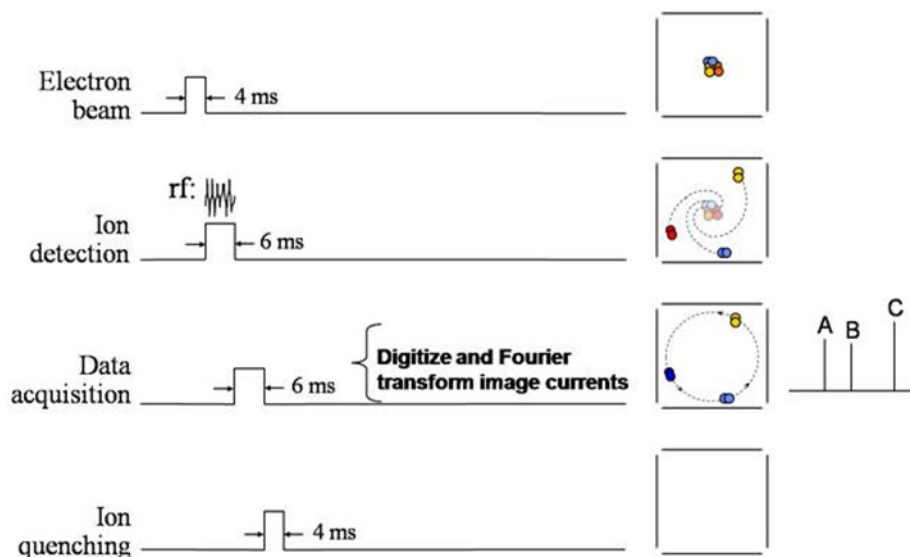 Electron
beam
4 ms
rf:
Ion
detection
6 ms
Data
acquisition
6 ms
Digitize and Fourier
transform image currents
A
B
C
Ion
quenching
4 ms